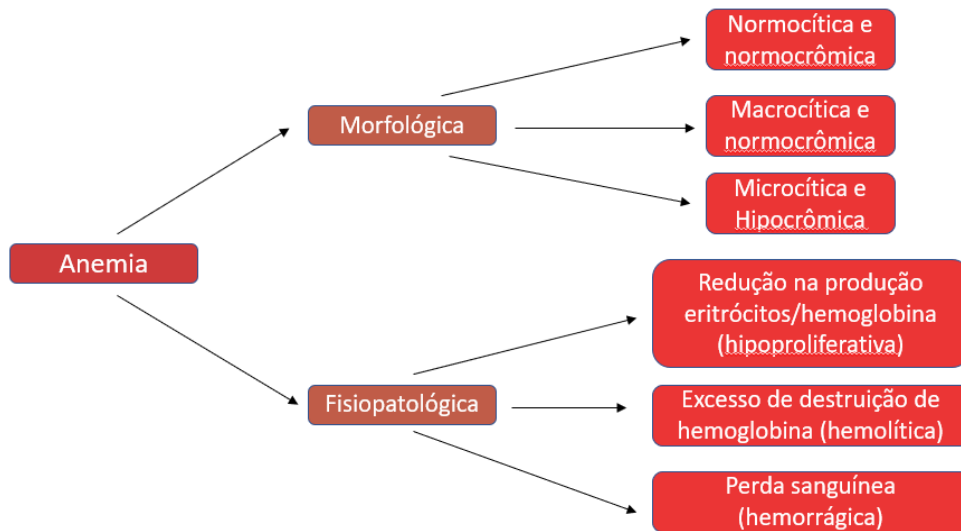 Anemia
Morfológica
Normocítica e
normocrômica
Macrocítica e
normocrômica
Microcítica e
Hipocrômica
Fisiopatológica
Redução na produção
eritrócitos/hemoglobina
(hipoproliferativa)
Excesso de destruição de
hemoglobina (hemolítica)
Perda sanguínea
(hemorrágica)